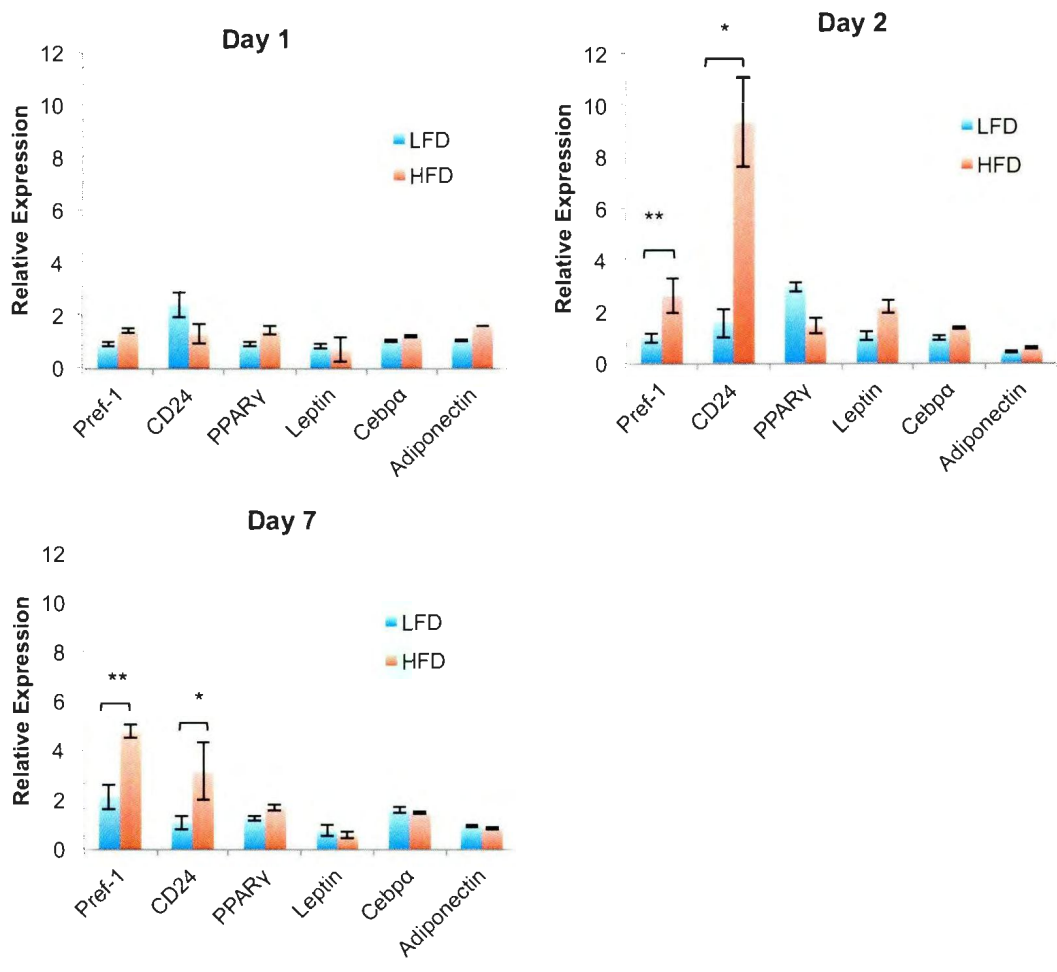 Day 1
12
10
8
6
4
2
0
Relative Expression
LFD
HFD
Pref-1
CD24
PPARγ
Leptin
Cebpα
Adiponectin
Day 2
12
10
8
6
4
2
0
Relative Expression
*
**
LFD
HFD
Pref-1
CD24
PPARγ
Leptin
Cebpα
Adiponectin
Day 7
12
10
8
6
4
2
0
Relative Expression
**
*
LFD
HFD
Pref-1
CD24
PPARγ
Leptin
Cebpα
Adiponectin